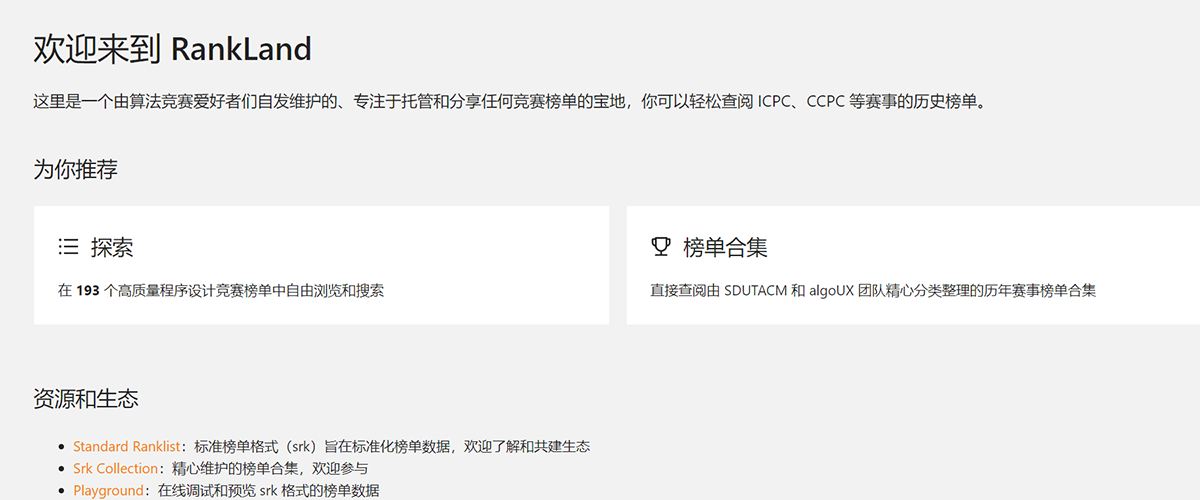 欢迎来到 RankLand
这里是一个由算法竞赛爱好者们自发维护的、专注于托管和分享任何竞赛榜单的宝地，你可以轻松查阅 ICPC、CCPC 等赛事的历史榜单。
为你推荐
探索
在 193 个高质量程序设计竞赛榜单中自由浏览和搜索
榜单合集
直接查阅由 SDUTACM 和 algoUX 团队精心分类整理的历年赛事榜单合集
资源和生态
• Standard Ranklist：标准榜单格式（srk）旨在标准化榜单数据，欢迎了解和共建生态
• Srk Collection：精心维护的榜单合集，欢迎参与
• Playground：在线调试和预览 srk 格式的榜单数据